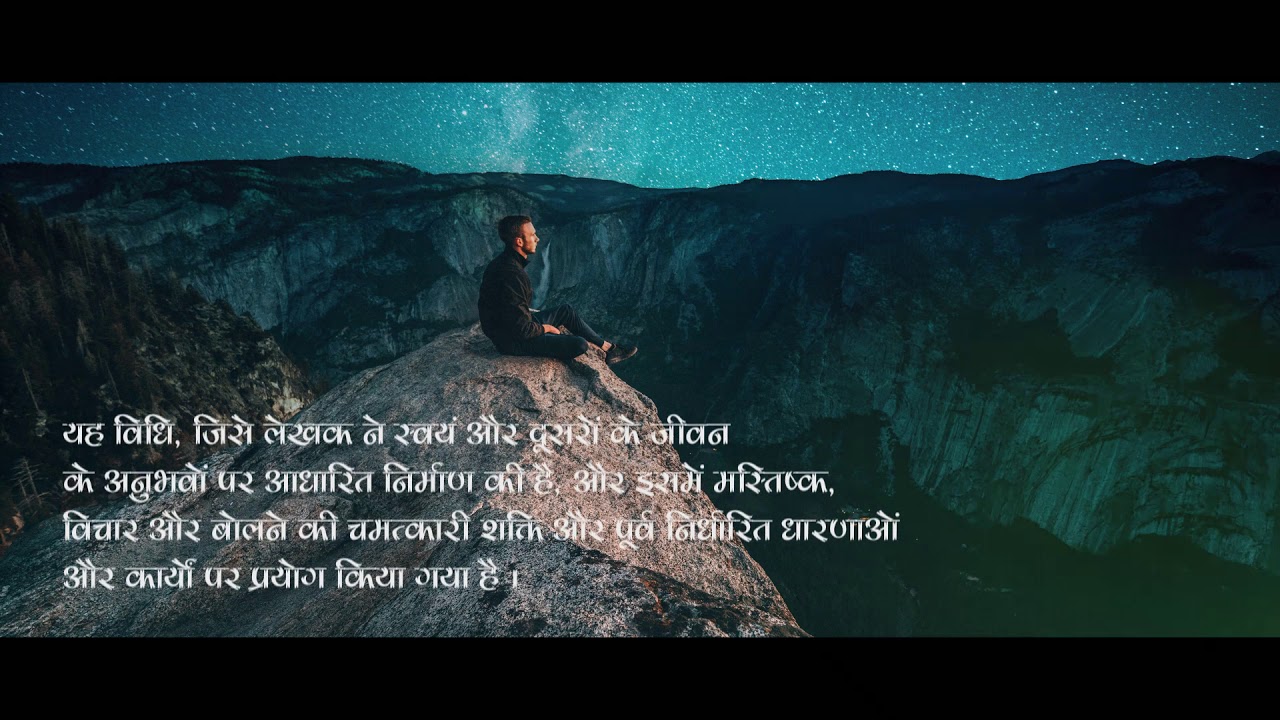 यह विधि, जिसे लेखक ने स्वयं और दूसरों के जीवन
के अनुभवों पर आधारित निर्माण की है, और इसमें मस्तिष्क,
विचार और बोलने की चमत्कारी शक्ति और पूर्व निर्धारित धारणाओं
और कार्यों पर प्रयोग किया गया है ।